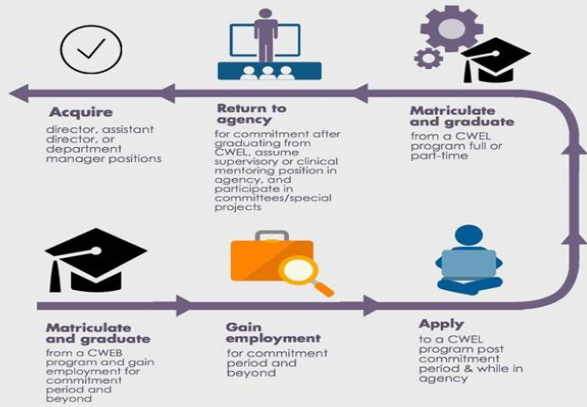 Matriculate
and graduate
from a CWEB
program and gain
employment for
commitment
period and
beyond
Gain
employment
for commitment
period and
beyond
Apply
to a CWEL
program post
commitment
period & while in
agency
Matriculate
and graduate
from a CWEL
program full or
part-time
Return to
agency
for commitment after
graduating from
CWEL, assume
supervisory or clinical
mentoring position in
agency, and
participate in
committees/special
projects
Acquire
director, assistant
director, or
department
manager positions